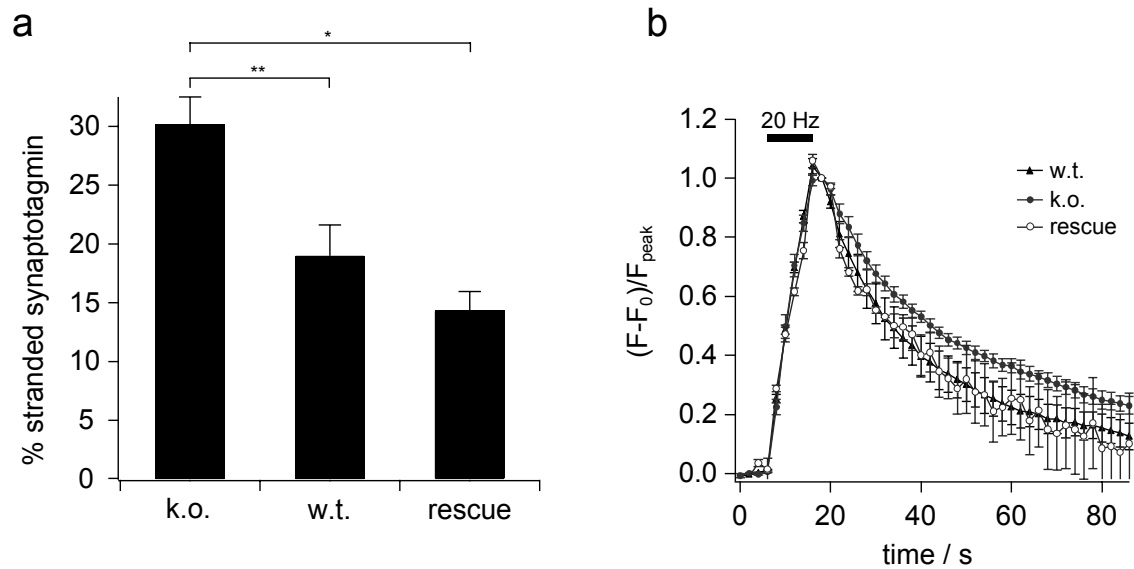 a
*
**
% stranded synaptotagmin
30
25
20
15
10
5
0
k.o. w.t. rescue
b
20 Hz
w.t.
k.o.
rescue
(F-F0)/Fpeak
1.2
1.0
0.8
0.6
0.4
0.2
0.0
0 20 40 60 80
time / s